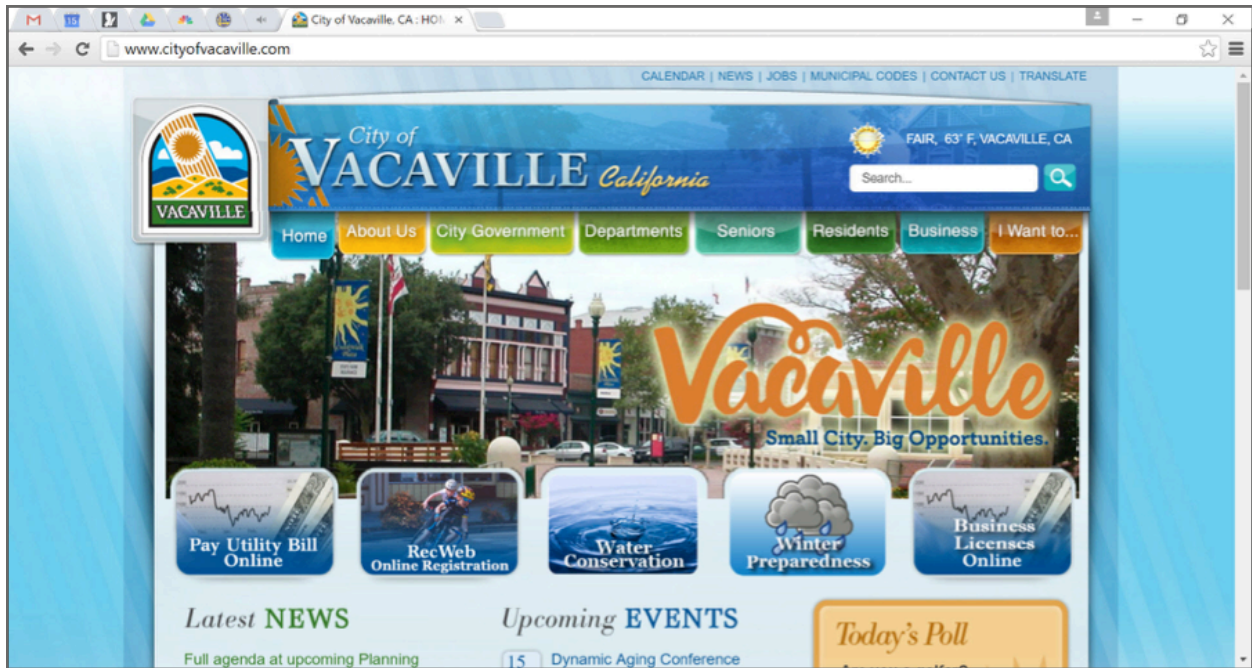 15
City of Vacaville, CA : HOM
www.cityofvacaville.com
CALENDAR | NEWS | JOBS | MUNICIPAL CODES | CONTACT US | TRANSLATE
City of
VACAVILLE California
FAIR, 63° F, VACAVILLE, CA
Search...
VACAVILLE
Home About Us City Government Departments Seniors Residents Business I Want to...
Vacaville
Small City. Big Opportunities.
Pay Utility Bill
Online
RecWeb
Online Registration
Water
Conservation
Winter
Preparedness
Business
Licenses
Online
Latest NEWS
Full agenda at upcoming Planning
Upcoming EVENTS
15 Dynamic Aging Conference
Today's Poll